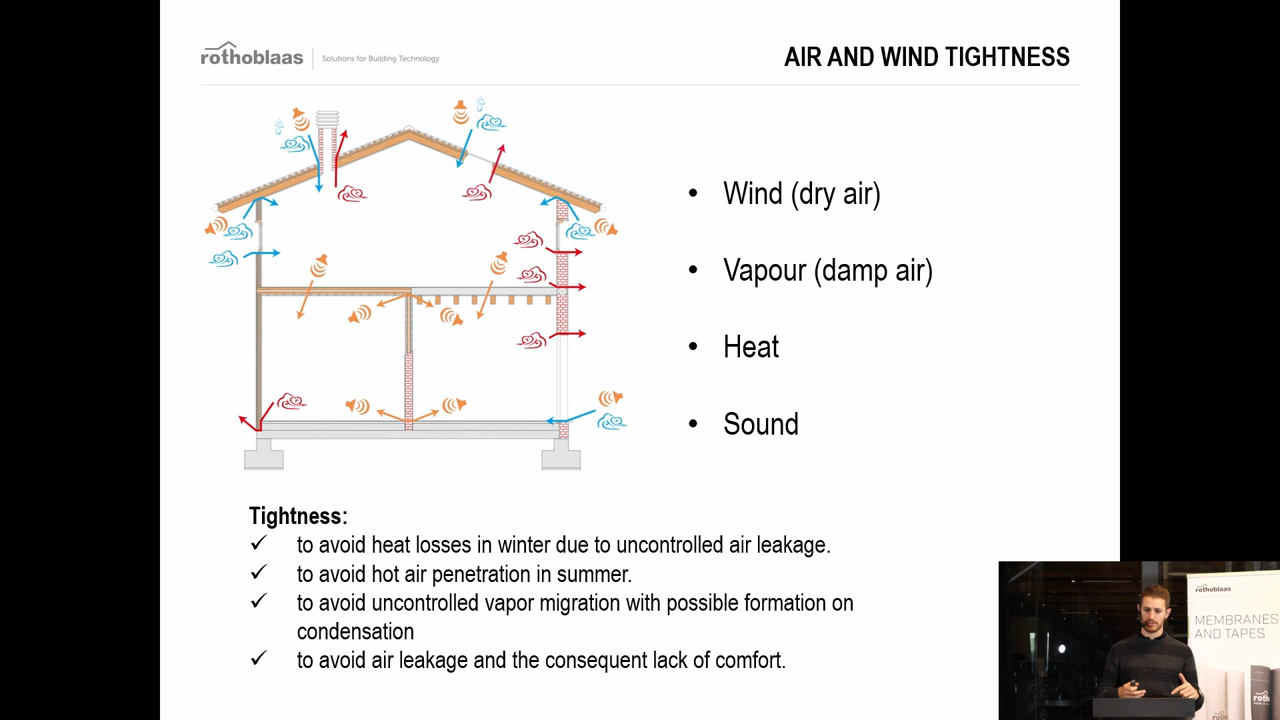 rothoblaas
Solutions for Building Technology
AIR AND WIND TIGHTNESS
• Wind (dry air)
• Vapour (damp air)
• Heat
• Sound
Tightness:
✓ to avoid heat losses in winter due to uncontrolled air leakage.
✓ to avoid hot air penetration in summer.
✓ to avoid uncontrolled vapor migration with possible formation on
condensation
✓ to avoid air leakage and the consequent lack of comfort.
rothoblaas
MEMBRANES
AND TAPES